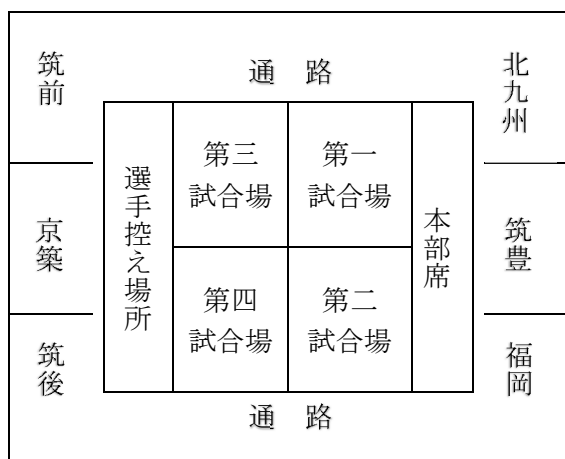 通　路
筑前
北九州
第三
試合場
第一
試合場
選手控え場所
本部席
京築
筑豊
第四
試合場
第二
試合場
筑後
福岡
通　路